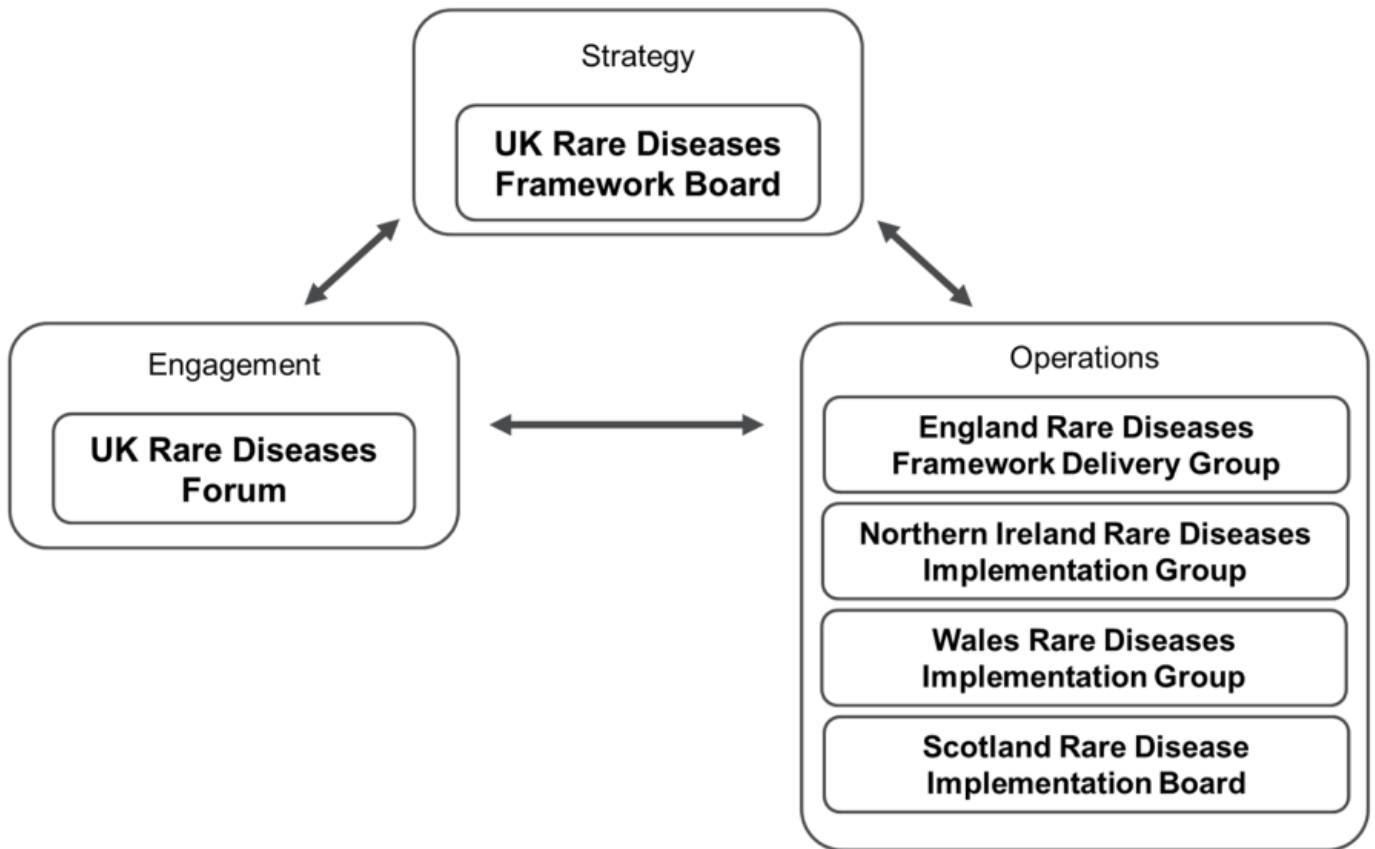 Strategy
UK Rare Diseases
Framework Board
Engagement
UK Rare Diseases
Forum
Operations
England Rare Diseases
Framework Delivery Group
Northern Ireland Rare Diseases
Implementation Group
Wales Rare Diseases
Implementation Group
Scotland Rare Disease
Implementation Board